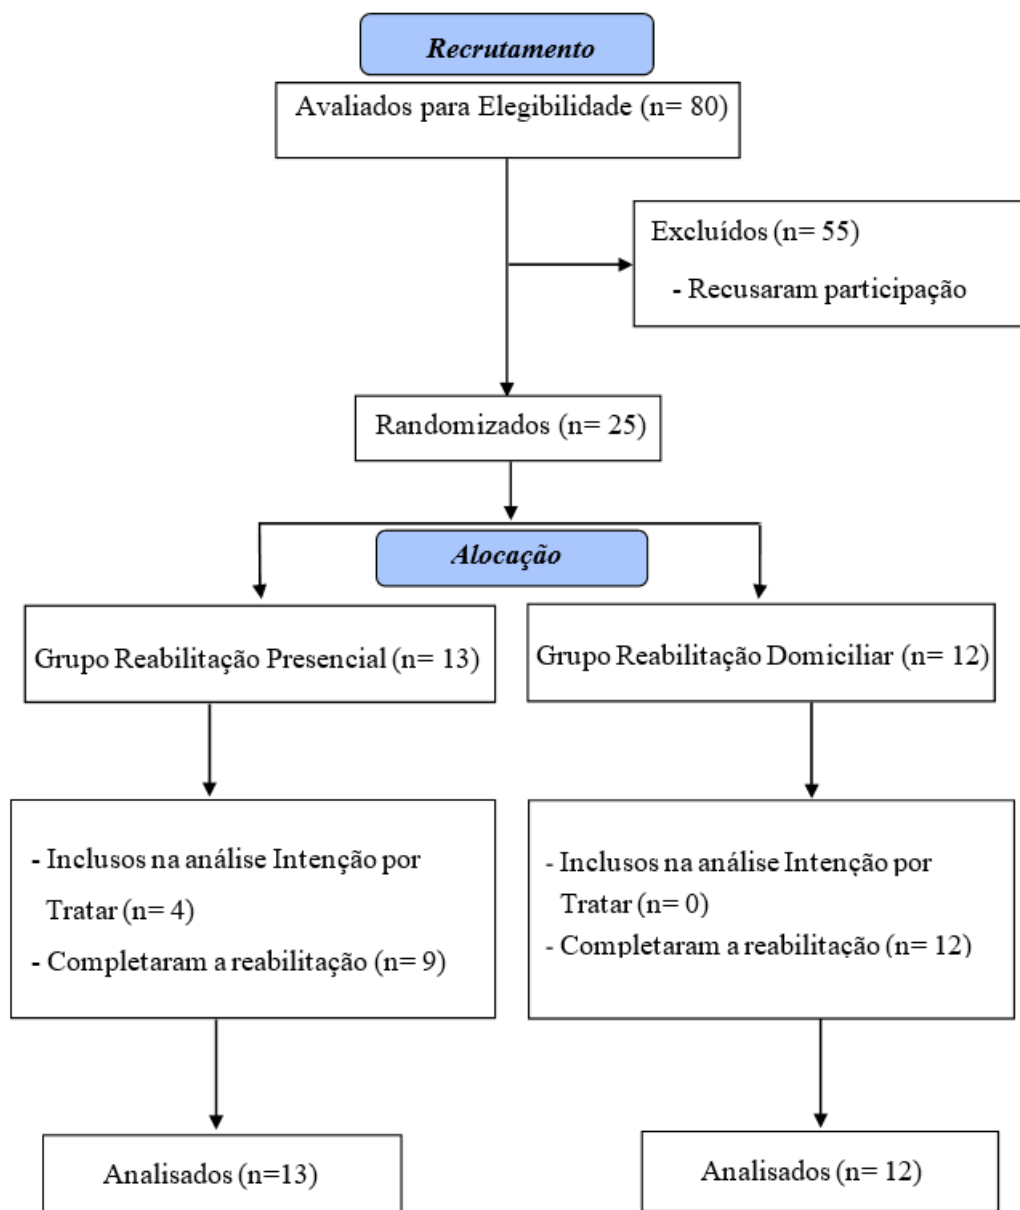 Recrutamento
Avaliados para Elegibilidade (n= 80)
Excluídos (n= 55)
- Recusaram participação
Randomizados (n= 25)
Alocação
Grupo Reabilitação Presencial (n= 13)
Grupo Reabilitação Domiciliar (n= 12)
- Inclusos na análise Intenção por
Tratar (n= 4)
- Completaram a reabilitação (n= 9)
- Inclusos na análise Intenção por
Tratar (n= 0)
- Completaram a reabilitação (n= 12)
Analisados (n=13)
Analisados (n= 12)